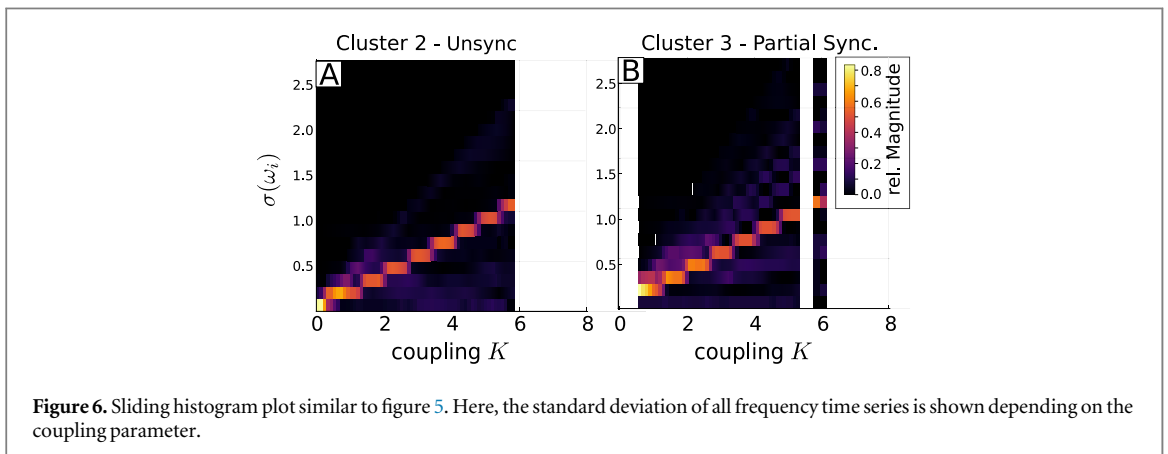 Cluster 2 - Unsync
Cluster 3 - Partial Sync.
A
B
2.5
2.0
1.5
1.0
0.5
σ(ω_i)
0 2 4 6 8
coupling K
2.5
2.0
1.5
1.0
0.5
0 2 4 6 8
coupling K
0.8
0.6
0.4
0.2
0.0
rel. Magnitude
Figure 6. Sliding histogram plot similar to figure 5. Here, the standard deviation of all frequency time series is shown depending on the
coupling parameter.